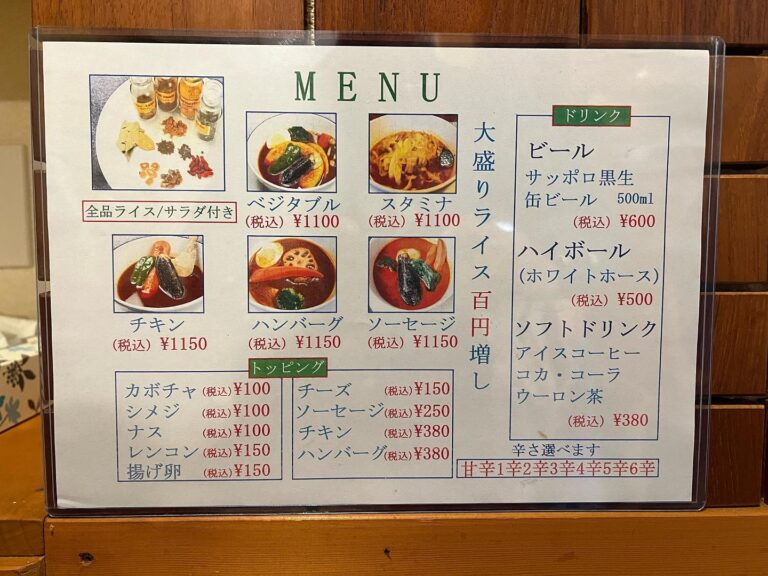 MENU
全品ライス/サラダ付き
ベジタブル
(税込) ¥1100
スタミナ
(税込) ¥1100
チキン
(税込) ¥1150
ハンバーグ
(税込) ¥1150
ソーセージ
(税込) ¥1150
大盛りライス百円増し
トッピング
カボチャ(税込)¥100
シメジ (税込)¥100
ナス (税込)¥100
レンコン(税込)¥150
揚げ卵 (税込)¥150
チーズ (税込)¥150
ソーセージ(税込)¥250
チキン (税込)¥380
ハンバーグ(税込)¥380
ドリンク
ビール
サッポロ黒生
缶ビール 500ml
(税込) ¥600
ハイボール
(ホワイトホース)
(税込) ¥500
ソフトドリンク
アイスコーヒー
コカ・コーラ
ウーロン茶
(税込) ¥380
辛さ選べます
甘辛1辛2辛3辛4辛5辛6辛